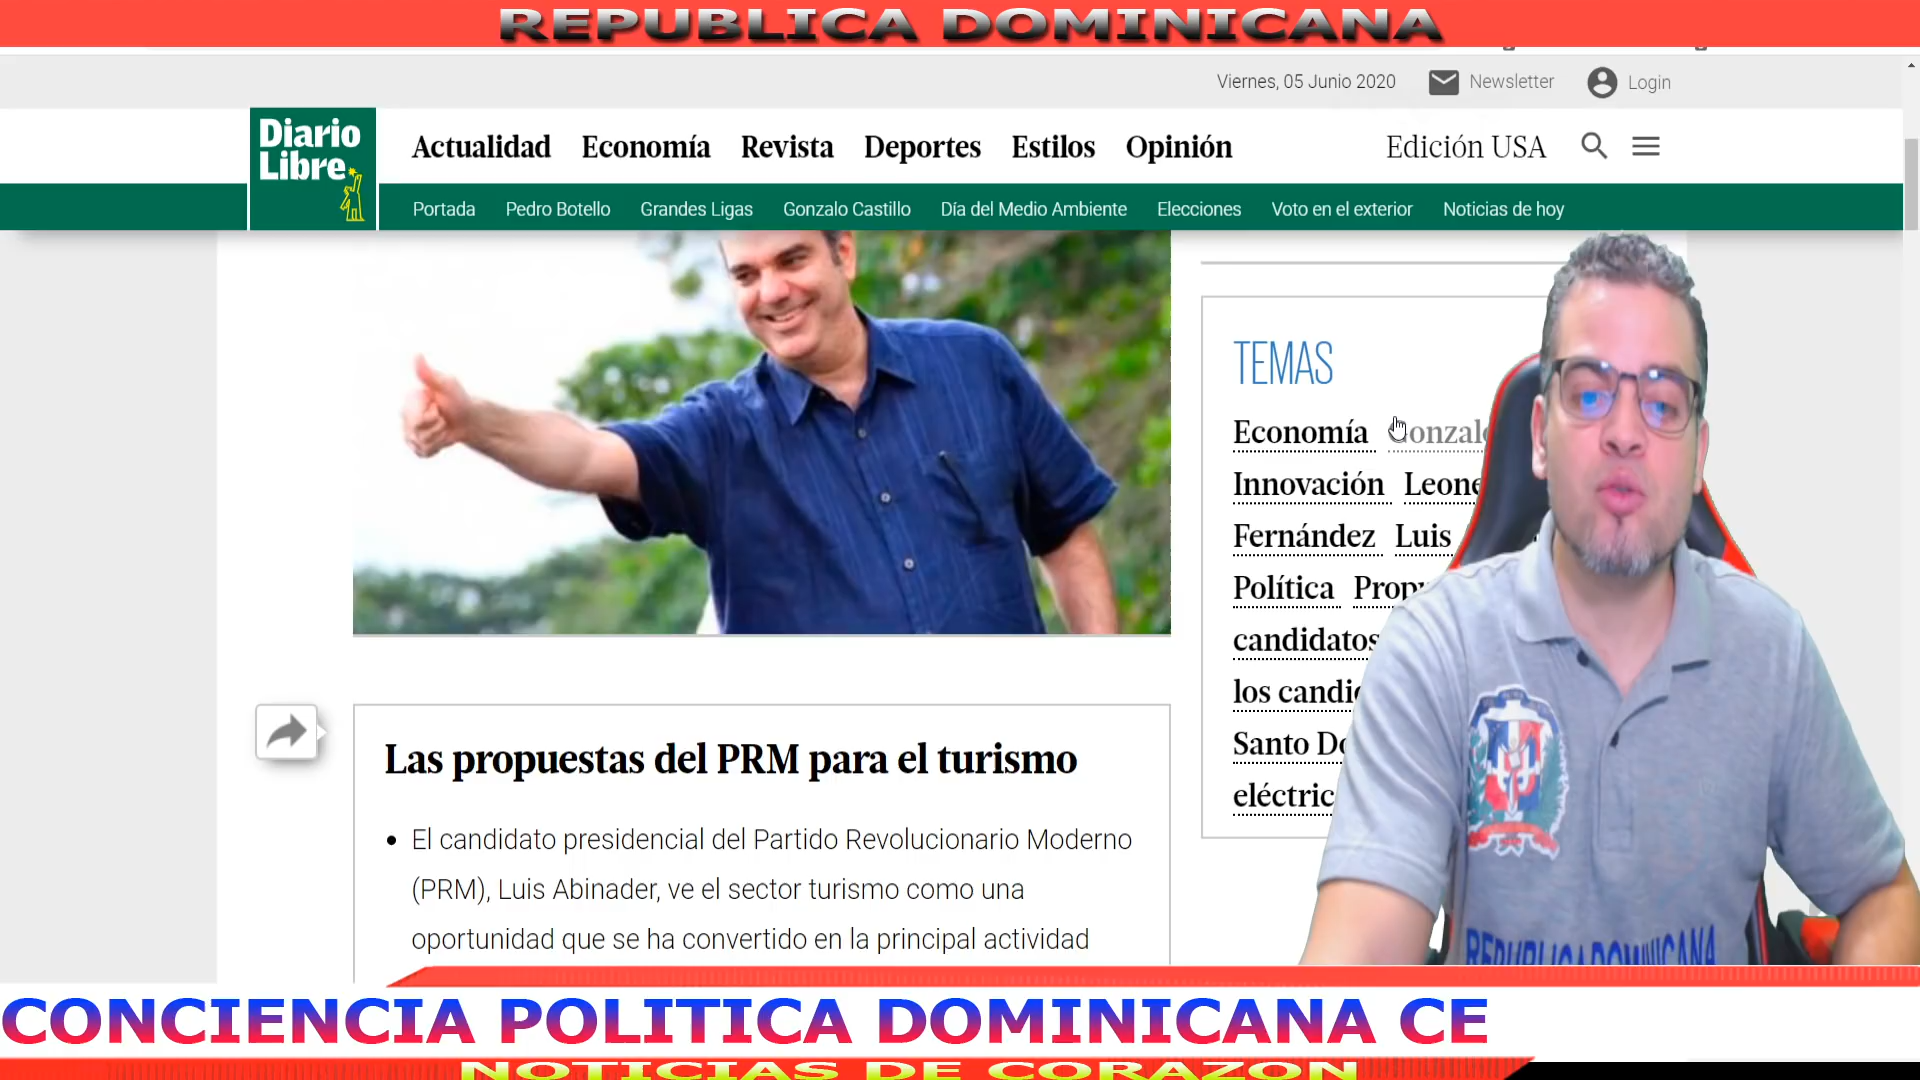 REPUBLICA DOMINICANA
Viernes, 05 Junio 2020 Newsletter Login
Diario
Libre
Actualidad Economía Revista Deportes Estilos Opinión Edición USA
Portada Pedro Botello Grandes Ligas Gonzalo Castillo Día del Medio Ambiente Elecciones Voto en el exterior Noticias de hoy
TEMAS
Economía
Innovación
Fernández Luis
Política
candidatos
los
Santo
Las propuestas del PRM para el turismo
• El candidato presidencial del Partido Revolucionario Moderno
(PRM), Luis Abinader, ve el sector turismo como una
oportunidad que se ha convertido en la principal actividad
REPUBLICA DOMINICANA
CONCIENCIA POLITICA DOMINICANA CE
NOTICIAS DE CORAZON